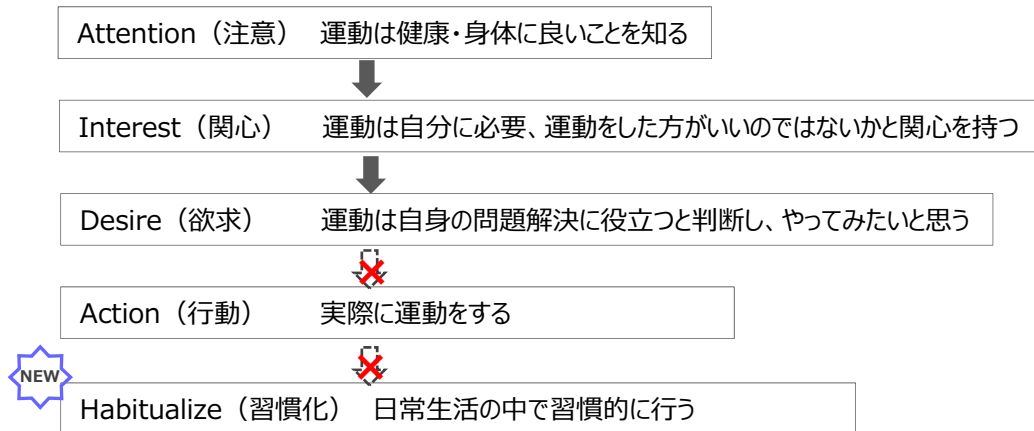 Attention（注意） 運動は健康・身体に良いことを知る
Interest（関心） 運動は自分に必要、運動をした方がいいのではないかと関心を持つ
Desire（欲求） 運動は自身の問題解決に役立つと判断し、やってみたいと思う
Action（行動） 実際に運動をする
NEW
Habitualize（習慣化） 日常生活の中で習慣的に行う